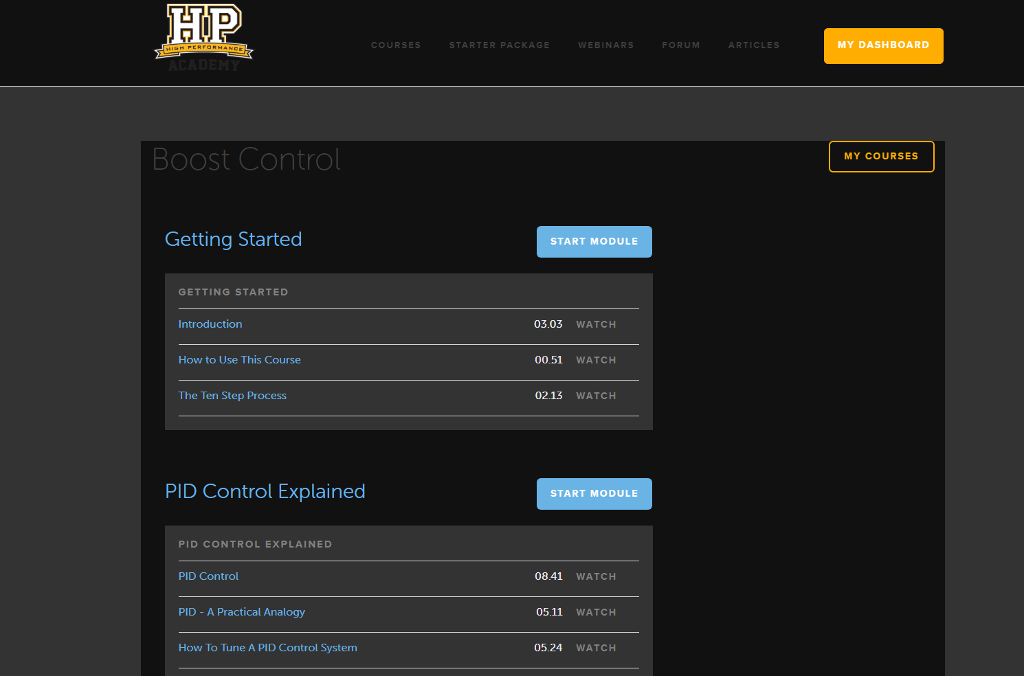 HP
HIGH PERFORMANCE
ACADEMY
COURSES STARTER PACKAGE WEBINARS FORUM ARTICLES MY DASHBOARD
Boost Control MY COURSES
Getting Started START MODULE
GETTING STARTED
Introduction 03.03 WATCH
How to Use This Course 00.51 WATCH
The Ten Step Process 02.13 WATCH
PID Control Explained START MODULE
PID CONTROL EXPLAINED
PID Control 08.41 WATCH
PID - A Practical Analogy 05.11 WATCH
How To Tune A PID Control System 05.24 WATCH